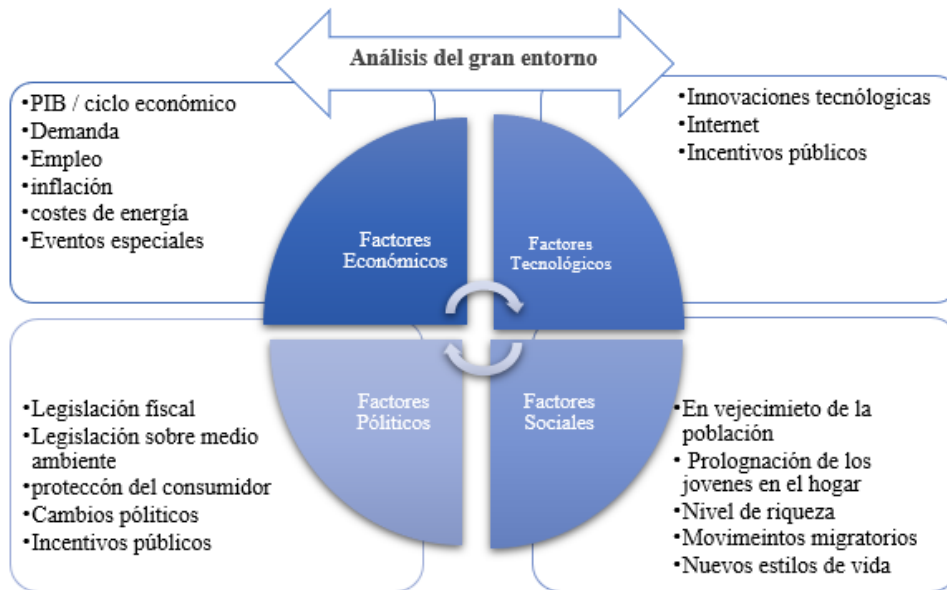 Análisis del gran entorno
•PIB / ciclo económico
•Demanda
•Empleo
•inflación
•costes de energía
•Eventos especiales
•Innovaciones tecnólogicas
•Internet
•Incentivos públicos
Factores
Económicos
Factores
Tecnológicos
Factores
Póliticos
Factores
Sociales
•Legislación físcal
•Legislación sobre medio
ambiente
•proteccón del consumidor
•Cambios póliticos
•Incentivos públicos
•En vejecimieto de la
población
• Prolognación de los
jovenes en el hogar
•Nivel de riqueza
•Movimeintos migratorios
•Nuevos estilos de vida